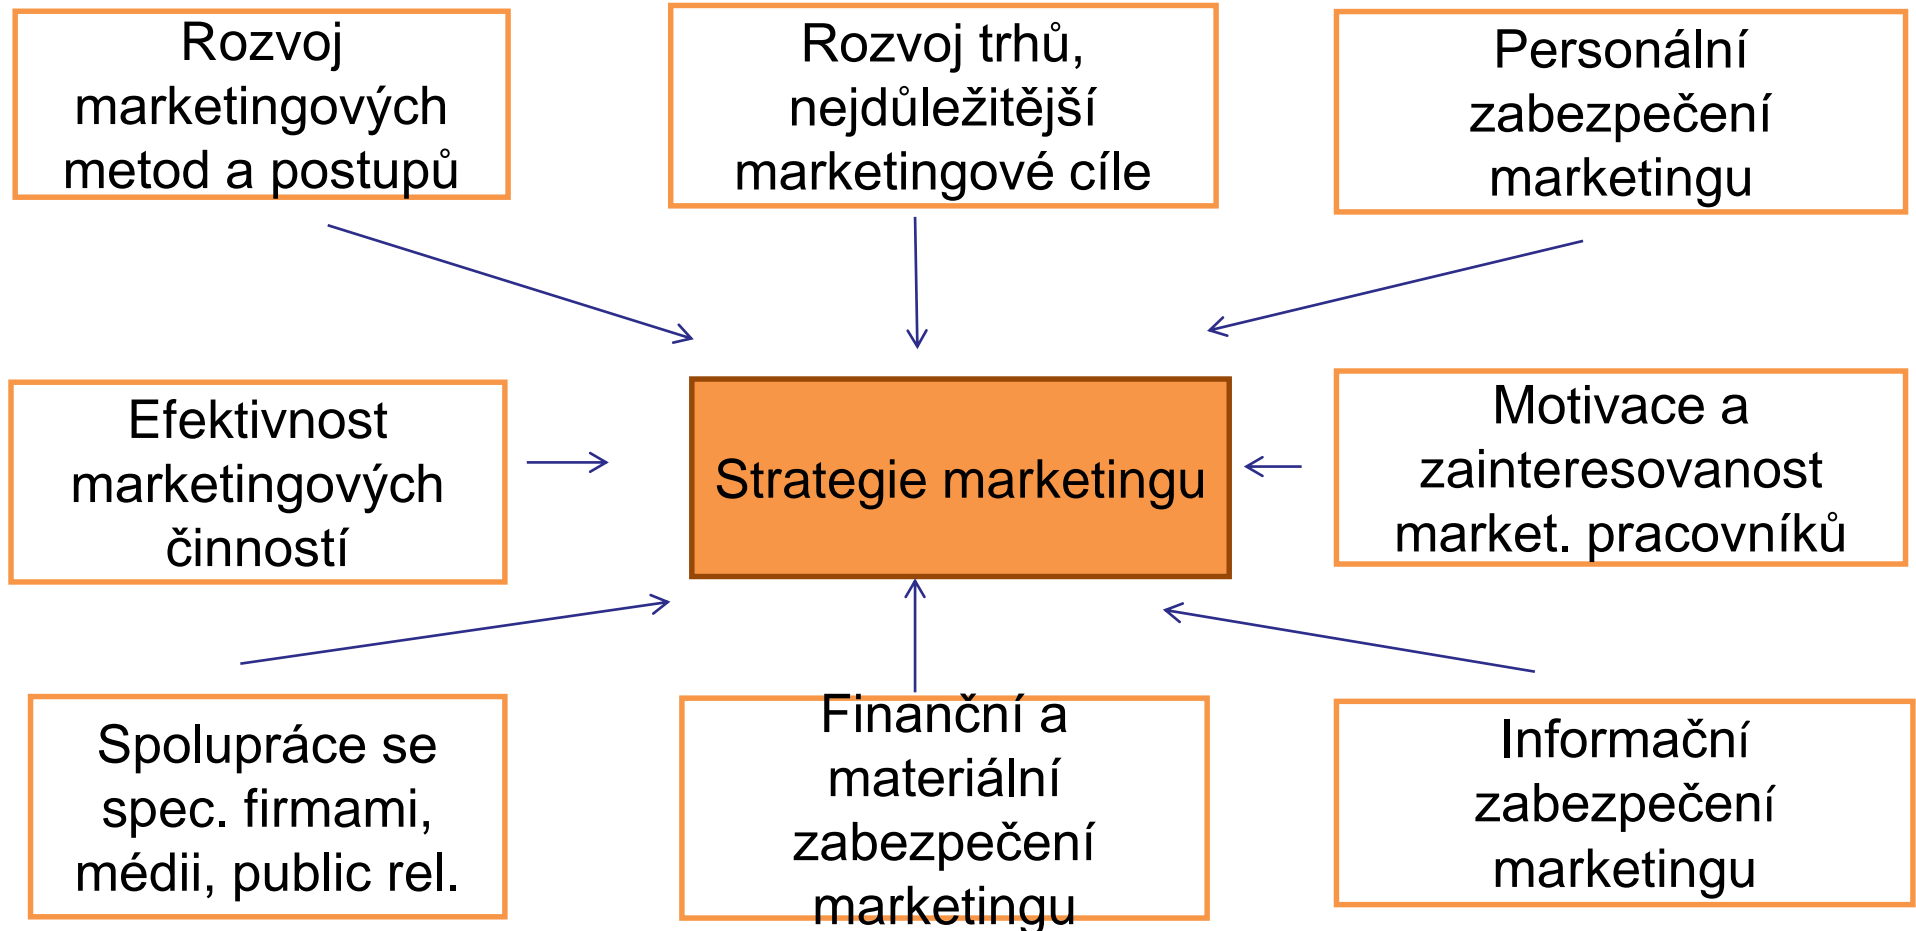 Rozvoj
marketingových
metod a postupů
Rozvoj trhů,
nejdůležitější
marketingové cíle
Personální
zabezpečení
marketingu
Efektivnost
marketingových
činností
Strategie marketingu
Motivace a
zainteresovanost
market. pracovníků
Spolupráce se
spec. firmami,
médii, public rel.
Finanční a
materiální
zabezpečení
marketingu
Informační
zabezpečení
marketingu